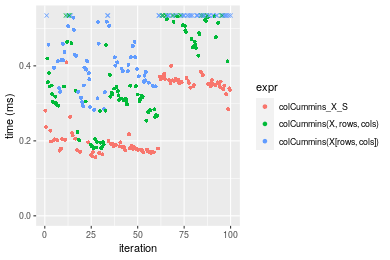 time (ms)
0.4
0.2
0.0
0
25
50
75
100
iteration
expr
colCummins_X_S
colCummins(X, rows, cols)
colCummins(X[rows, cols])